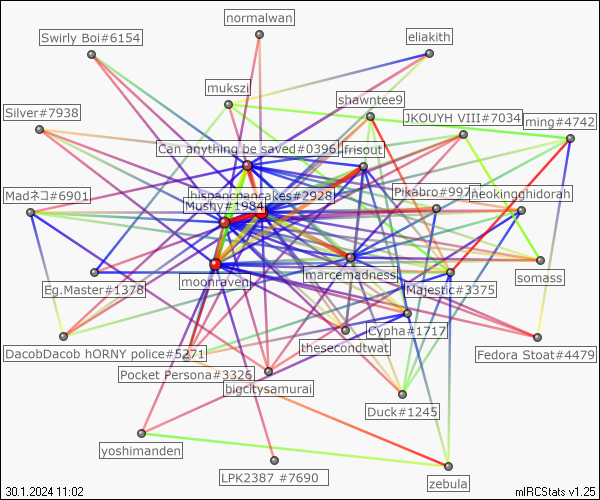 normalwan
Swirly Boi#6154
eliakith
mukszi
shawntee9
Silver#7938
JKOUYH VIII#7034
ming#4742
Can anything be saved#0396
frisout
Madネコ#6901
hispancpancakes#2928
Pikabro#992
neokingghidorah
Mushy#1984
marcemadness
somass
moonraven
Eg.Master#1378
Majestic#3375
Cypha#1717
thesecondtwat
DacobDacob hORNY police#5271
Fedora Stoat#4479
Pocket Persona#3326
bigcitysamurai
Duck#1245
yoshimanden
LPK2387 #7690
zebula
30.1.2024 11:02
mIRCStats v1.25